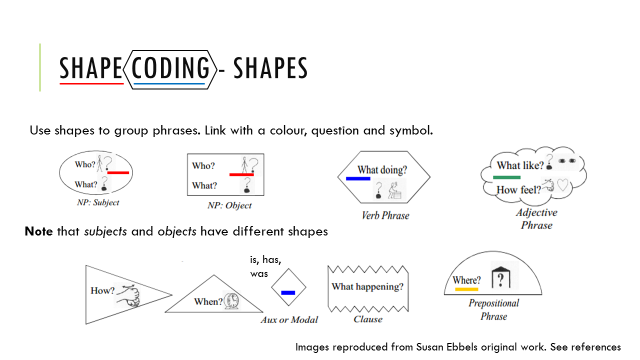 SHAPE CODING - SHAPES
Use shapes to group phrases. Link with a colour, question and symbol.
Who?
What?
NP: Subject
Who?
What?
NP: Object
What doing?
Verb Phrase
What like?
How feel?
Adjective
Phrase
Note that subjects and objects have different shapes
How?
When?
is, has,
was
Aux or Modal
What happening?
Clause
Where?
?
Prepositional
Phrase
Images reproduced from Susan Ebbels original work. See references